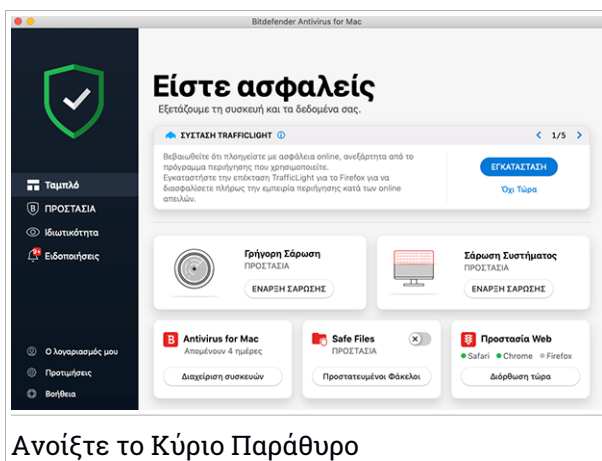 Bitdefender Antivirus for Mac
Είστε ασφαλείς
Εξετάζουμε τη συσκευή και τα δεδομένα σας.
ΣΥΣΤΑΣΗ TRAFFICLIGHT
1/5
Βεβαιωθείτε ότι πλοηγείστε με ασφάλεια online, ανεξάρτητα από το
πρόγραμμα περιήγησης που χρησιμοποιείτε.
Εγκαταστήστε την επέκταση TrafficLight για το Firefox για να
διασφαλίσετε πλήρως την εμπειρία περιήγησης κατά των online
απειλών.
ΕΓΚΑΤΑΣΤΑΣΗ
Όχι Τώρα
Ταμπλό
B ΠΡΟΣΤΑΣΙΑ
Ιδιωτικότητα
9+
Ειδοποιήσεις
Ο λογαριασμός μου
Προτιμήσεις
Βοήθεια
Γρήγορη Σάρωση
ΠΡΟΣΤΑΣΙΑ
ΕΝΑΡΞΗ ΣΑΡΩΣΗΣ
Σάρωση Συστήματος
ΠΡΟΣΤΑΣΙΑ
ΕΝΑΡΞΗ ΣΑΡΩΣΗΣ
B Antivirus for Mac
Απομένουν 4 ημέρες
Διαχείριση συσκευών
Safe Files
ΠΡΟΣΤΑΣΙΑ
Προστατευμένοι Φάκελοι
Προστασία Web
Safari Chrome Firefox
Διόρθωση τώρα
Ανοίξτε το Κύριο Παράθυρο